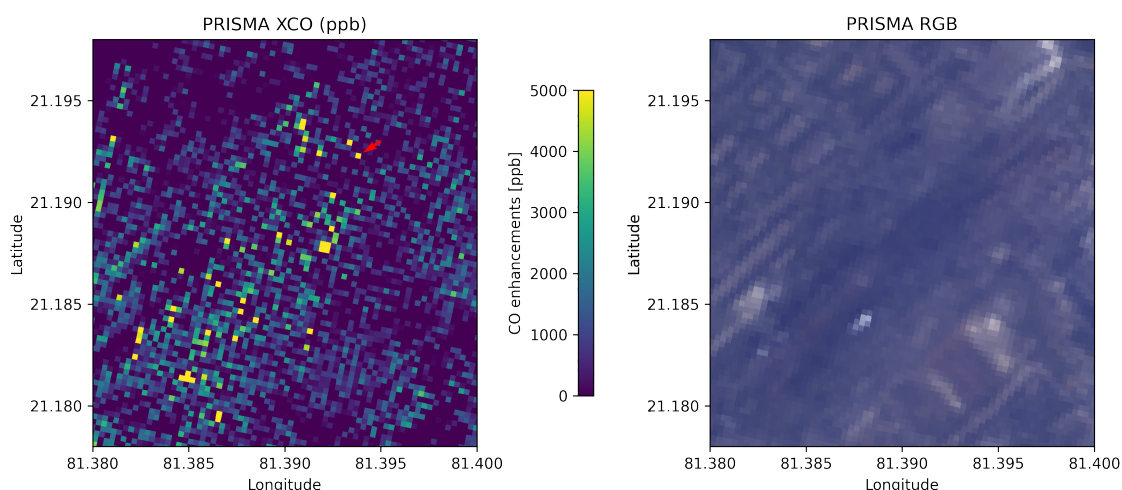 PRISMA XCO (ppb)
21.195
21.190
21.185
21.180
Latitude
81.380 81.385 81.390 81.395 81.400
Longitude
5000
4000
3000
2000
1000
0
CO enhancements [ppb]
PRISMA RGB
21.195
21.190
21.185
21.180
Latitude
81.380 81.385 81.390 81.395 81.400
Longitude